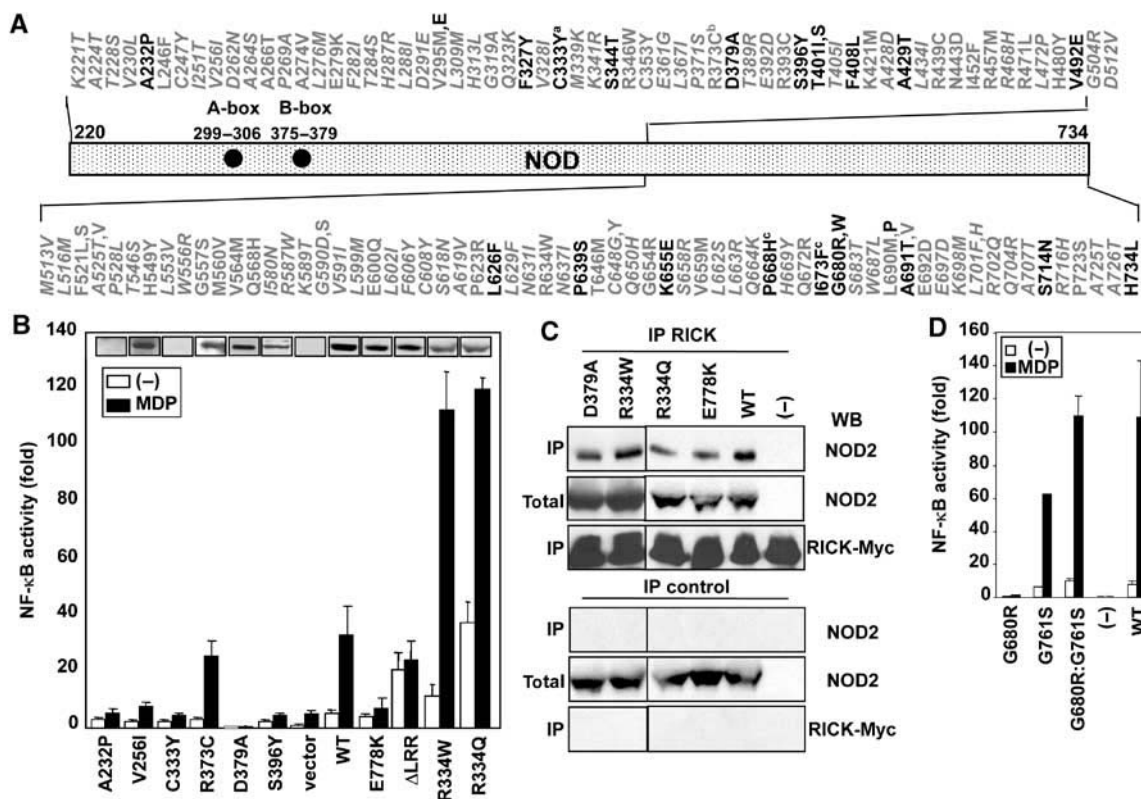 A
K221T A224T T228S V230L A232P L246F C247Y I251T V256I D262N A264S A266T P269A A274V L276M E279K F282I T284S H287R L288I D291E V295M,E L309M H313L G319A Q323K F327Y V328I C333Yᵃ M339K K341R S344T R346W C353Y E361G L367I P371S R373Cᵇ D379A T389R E392D R393C S396Y T401I,S T405I F408L K421M A428D A429T L434I R439C N443D I452F R457M R468H R471L L472P H480Y V492E G504R D512V
A-box B-box
220 299–306 375–379 734
NOD
M513V L516M F521L,S A525T,V P528L T546S H549Y L553V W556R G557S M560V V564M Q568H I580N R587W K589T G590D,S V591I L599M E600Q L602I F606Y C608Y S618N A619V P623R L626F L629F N631I R634W N637I P639S T646M C648G,Y Q650H G654R K655E S658R V659M L662S L663R Q664K P668Hᶜ H669Y Q672R I673Fᶜ G680R,W S683T W687L L690M,P A691T,V E692D E697D K698M L701F,H R702Q Q704R A707T S714N R716H P723S A725T A726T H734L
B
140
120
100
80
60
40
20
0
NF-κB activity (fold)
(–)
MDP
A232P V256I C333Y R373C D379A S396Y vector WT E778K ΔLRR R334W R334Q
C
IP RICK
D379A R334W R334Q E778K WT (–)
WB
IP NOD2
Total NOD2
IP RICK-Myc
IP control
IP NOD2
Total NOD2
IP RICK-Myc
D
160
140
120
100
80
60
40
20
0
NF-κB activity (fold)
(–)
MDP
G680R G761S G680R:G761S (–) WT